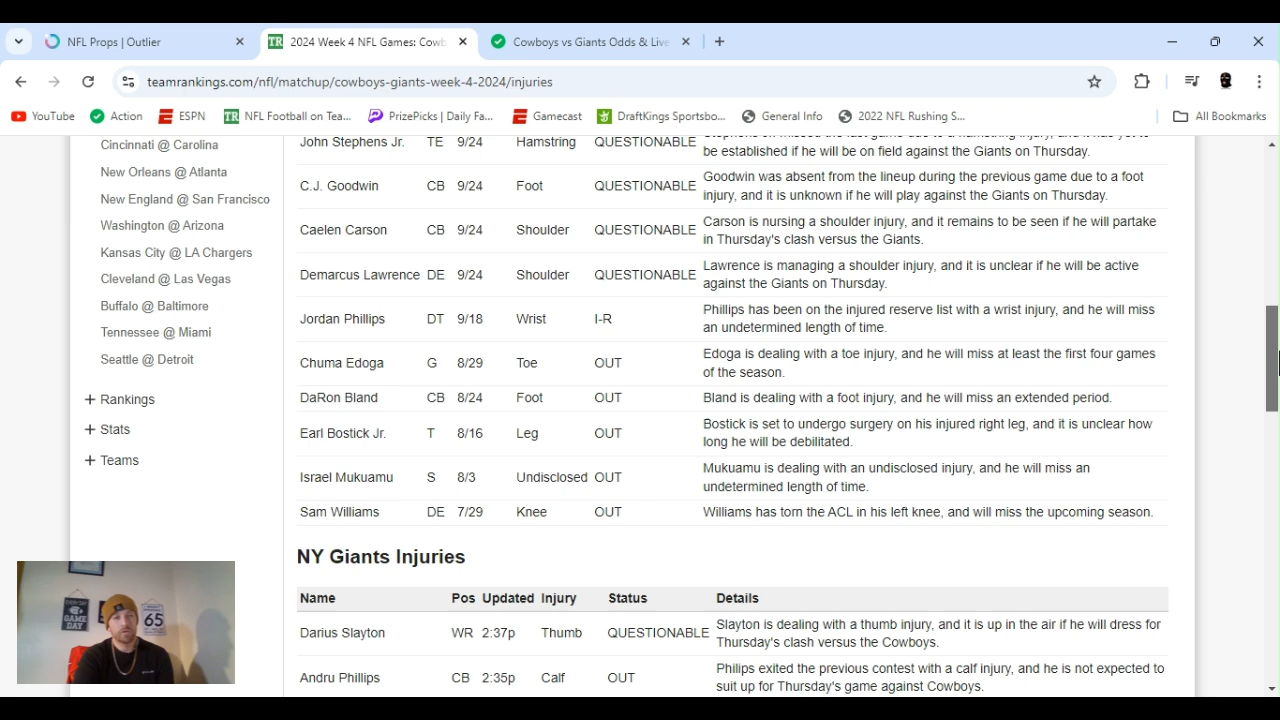 NFL Props | Outlier
2024 Week 4 NFL Games: Cowb
Cowboys vs Giants Odds & Live
teamrankings.com/nfl/matchup/cowboys-giants-week-4-2024/injuries
YouTube Action ESPN NFL Football on Tea... PrizePicks | Daily Fa... Gamecast DraftKings Sportsbo... General Info 2022 NFL Rushing S... All Bookmarks
Cincinnati @ Carolina
New Orleans @ Atlanta
New England @ San Francisco
Washington @ Arizona
Kansas City @ LA Chargers
Cleveland @ Las Vegas
Buffalo @ Baltimore
Tennessee @ Miami
Seattle @ Detroit
+ Rankings
+ Stats
+ Teams
John Stephens Jr. TE 9/24 Hamstring QUESTIONABLE Stephens Jr. missed the last game due to a hamstring injury, and it has yet to
be established if he will be on field against the Giants on Thursday.
C.J. Goodwin CB 9/24 Foot QUESTIONABLE Goodwin was absent from the lineup during the previous game due to a foot
injury, and it is unknown if he will play against the Giants on Thursday.
Caelen Carson CB 9/24 Shoulder QUESTIONABLE Carson is nursing a shoulder injury, and it remains to be seen if he will partake
in Thursday's clash versus the Giants.
Demarcus Lawrence DE 9/24 Shoulder QUESTIONABLE Lawrence is managing a shoulder injury, and it is unclear if he will be active
against the Giants on Thursday.
Jordan Phillips DT 9/18 Wrist I-R Phillips has been on the injured reserve list with a wrist injury, and he will miss
an undetermined length of time.
Chuma Edoga G 8/29 Toe OUT Edoga is dealing with a toe injury, and he will miss at least the first four games
of the season.
DaRon Bland CB 8/24 Foot OUT Bland is dealing with a foot injury, and he will miss an extended period.
Earl Bostick Jr. T 8/16 Leg OUT Bostick is set to undergo surgery on his injured right leg, and it is unclear how
long he will be debilitated.
Israel Mukuamu S 8/3 Undisclosed OUT Mukuamu is dealing with an undisclosed injury, and he will miss an
undetermined length of time.
Sam Williams DE 7/29 Knee OUT Williams has torn the ACL in his left knee, and will miss the upcoming season.
NY Giants Injuries
Name Pos Updated Injury Status Details
Darius Slayton WR 2:37p Thumb QUESTIONABLE Slayton is dealing with a thumb injury, and it is up in the air if he will dress for
Thursday's clash versus the Cowboys.
Andru Phillips CB 2:35p Calf OUT Philips exited the previous contest with a calf injury, and he is not expected to
suit up for Thursday's game against Cowboys.
GAME
DAY
65